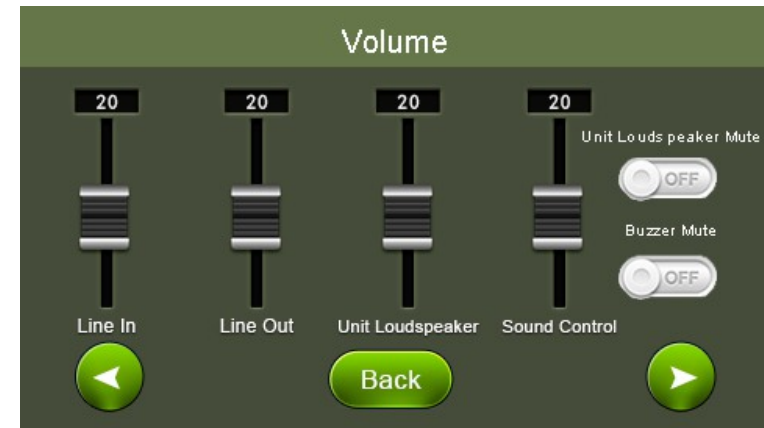 Volume
20 20 20 20
Unit Louds peaker Mute
OFF
Buzzer Mute
OFF
Line In Line Out Unit Loudspeaker Sound Control
Back